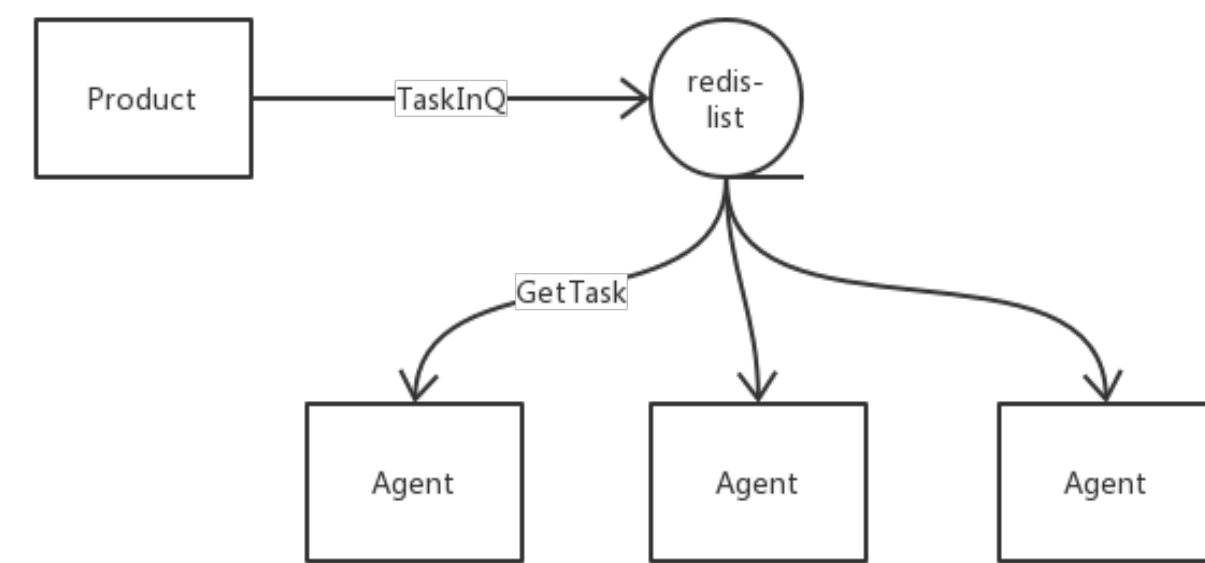 Product
TaskInQ
redis-
list
GetTask
Agent
Agent
Agent